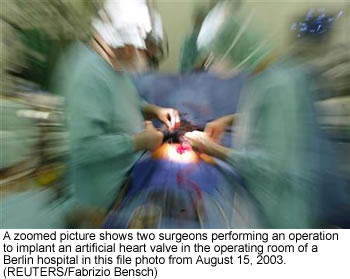 A zoomed picture shows two surgeons performing an operation
to implant an artificial heart valve in the operating room of a
Berlin hospital in this file photo from August 15, 2003.
(REUTERS/Fabrizio Bensch)